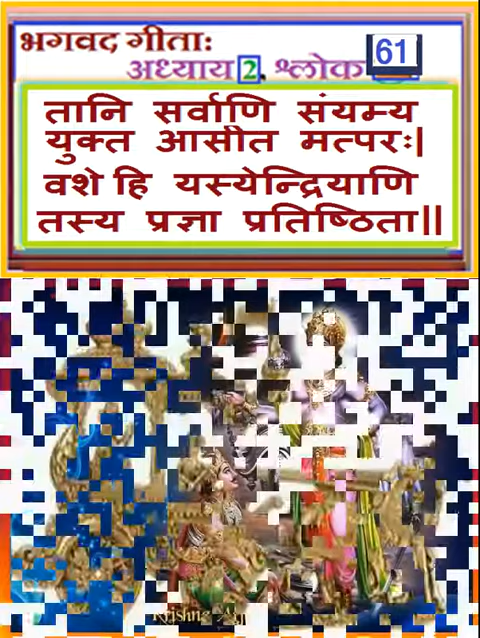 भगवद गीताः
अध्याय 2, श्लोक 61
तानि सर्वाणि संयम्य
युक्त आसीत मत्परः|
वशे हि यस्येन्द्रियाणि
तस्य प्रज्ञा प्रतिष्ठिता||